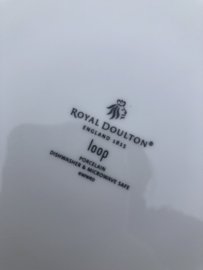 ROYAL DOULTON®
ENGLAND 1815
loop
PORCELAIN
DISHWASHER & MICROWAVE SAFE